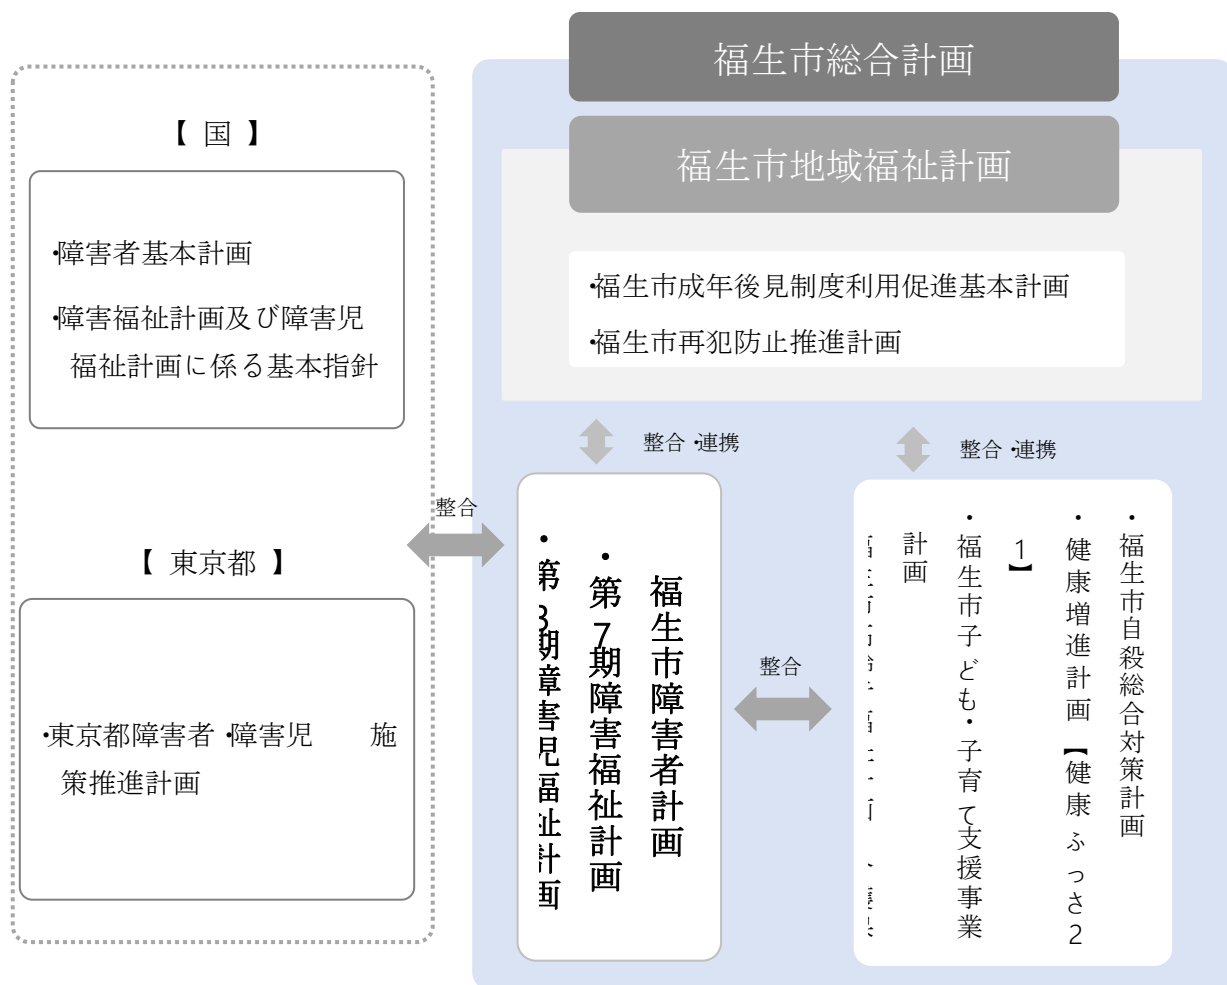 福生市総合計画
福生市地域福祉計画
・福生市成年後見制度利用促進基本計画
・福生市再犯防止推進計画
【 国 】
・障害者基本計画
・障害福祉計画及び障害児
福祉計画に係る基本指針
【 東京都 】
・東京都障害者・障害児 施
策推進計画
整合
整合・連携
整合・連携
福生市障害者計画
・第7期障害福祉計画
・第3期障害児福祉計画
整合
・福生市自殺総合対策計画
・健康増進計画【健康ふっさ2
1】
・福生市子ども・子育て支援事業
計画